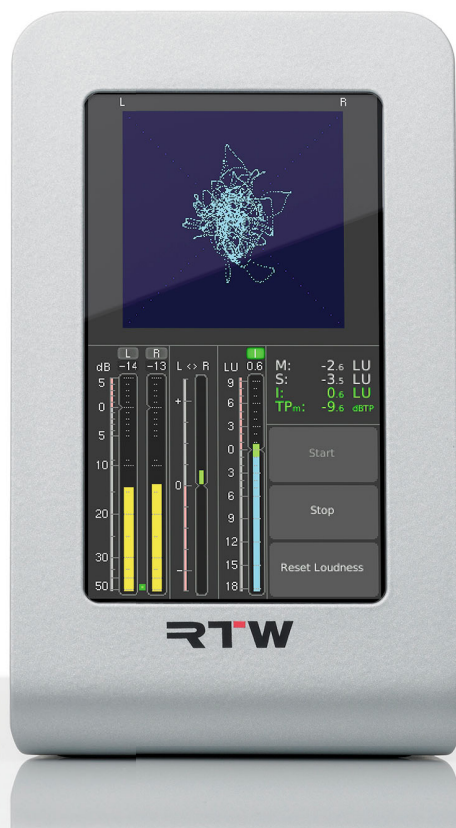 L R
L R I
dB -14 -13 L <> R LU 0.6
M: -2.6 LU
S: -3.5 LU
I: 0.6 LU
TPm: -9.6 dBTP
5
0
5
10
20
30
50
+
0
−
9
6
3
0
3
6
9
12
15
18
Start
Stop
Reset Loudness
RTW